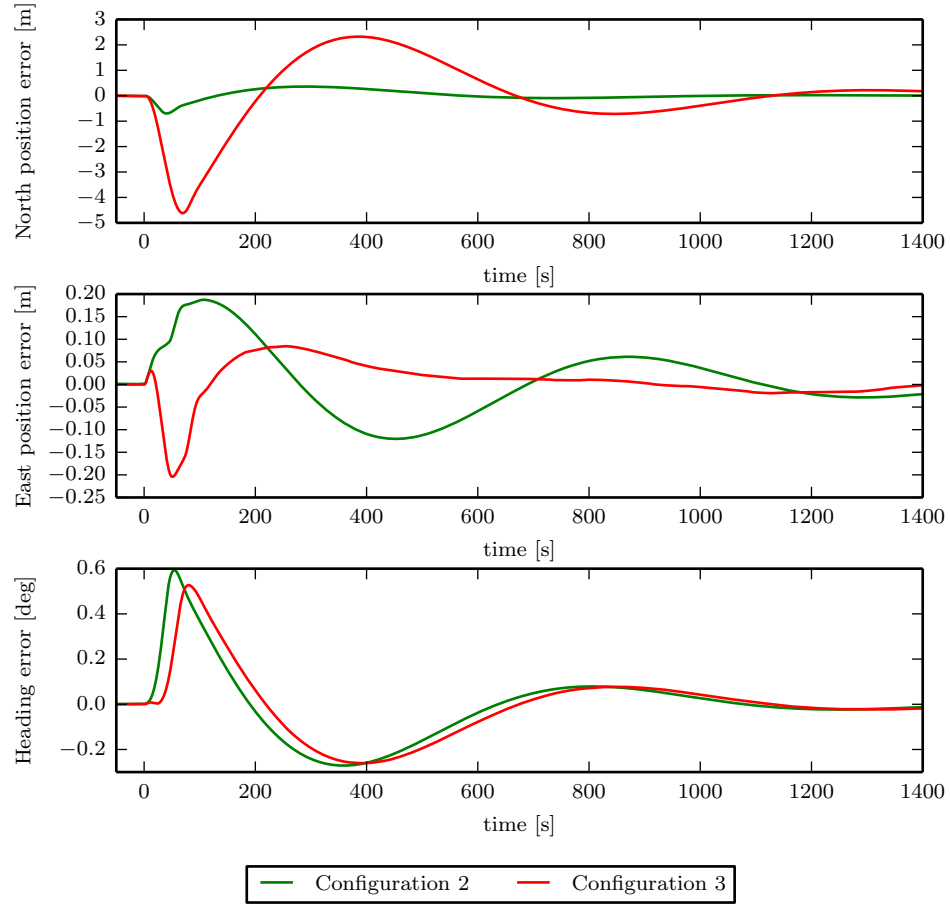 North position error [m]
3
2
1
0
−1
−2
−3
−4
−5
0 200 400 600 800 1000 1200 1400
time [s]
East position error [m]
0.20
0.15
0.10
0.05
0.00
−0.05
−0.10
−0.15
−0.20
−0.25
0 200 400 600 800 1000 1200 1400
time [s]
Heading error [deg]
0.6
0.4
0.2
0.0
−0.2
0 200 400 600 800 1000 1200 1400
time [s]
Configuration 2 Configuration 3